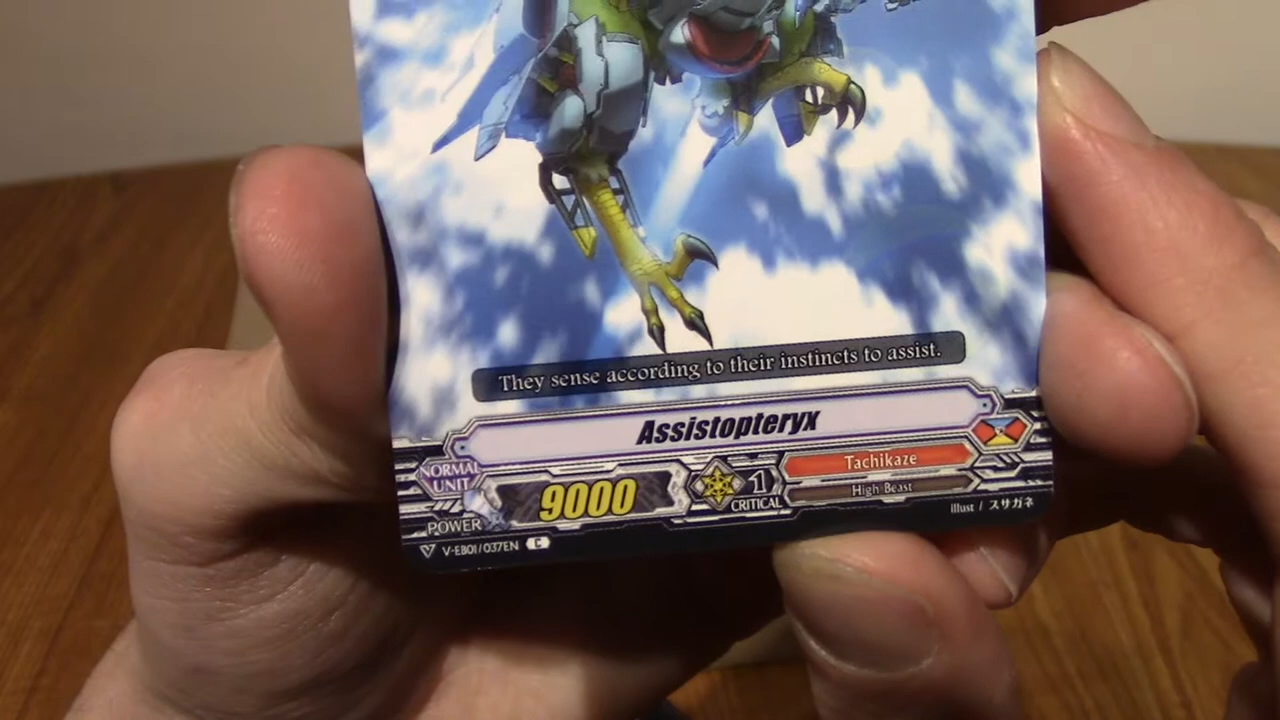 They sense according to their instincts to assist.
Assistopteryx
NORMAL
UNIT
POWER
9000
1
CRITICAL
Tachikaze
High Beast
V-EB01/037EN C
illust / スサガネ